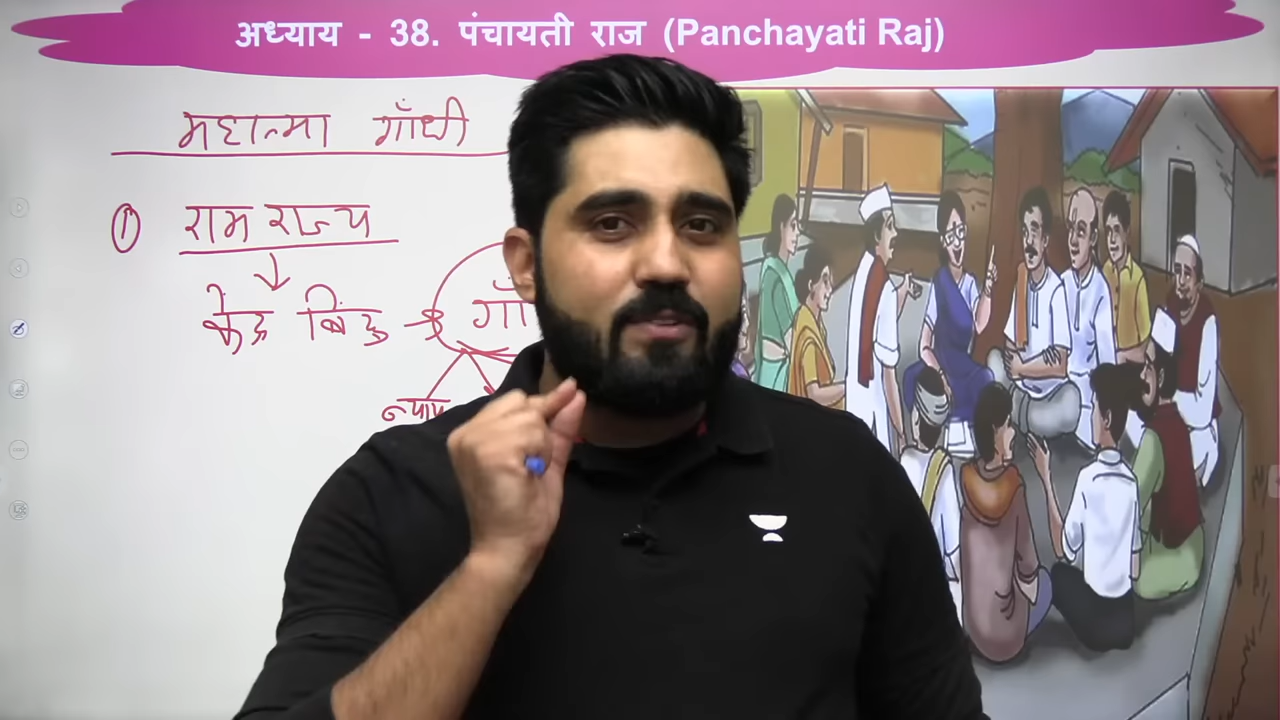 अध्याय - 38. पंचायती राज (Panchayati Raj)
महात्मा गाँधी
① राम राज्य
केंद्र बिंदु
गाँ
न्याय